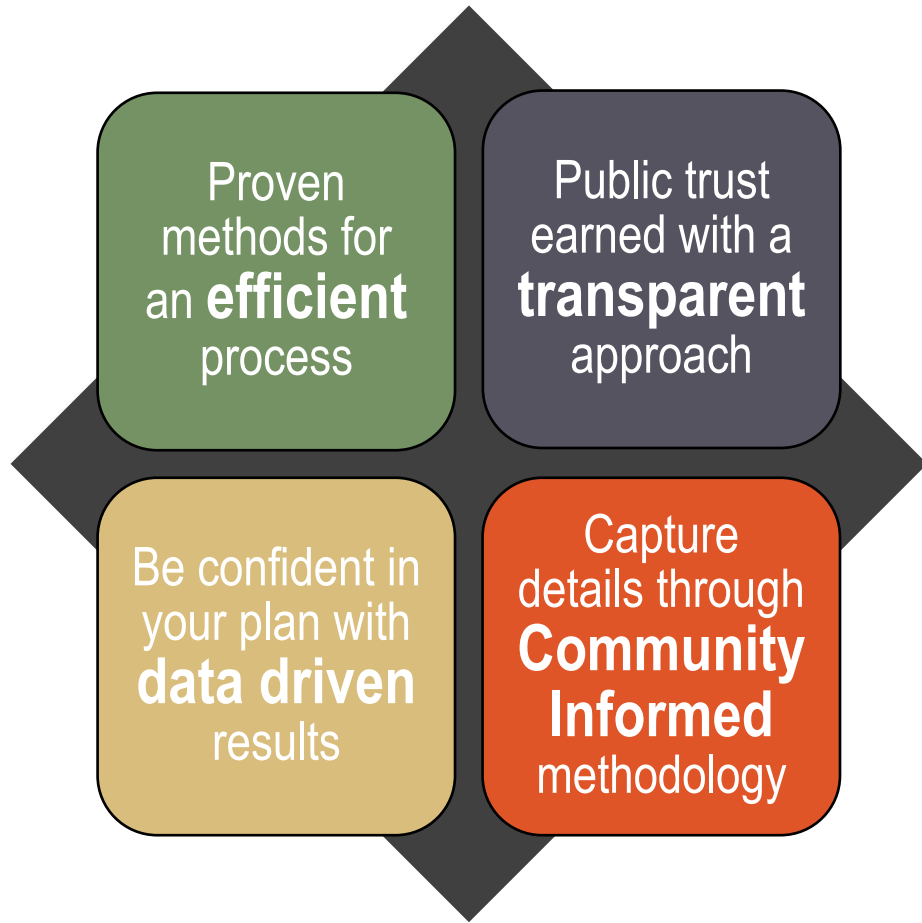 Proven
methods for
an efficient
process
Public trust
earned with a
transparent
approach
Be confident in
your plan with
data driven
results
Capture
details through
Community
Informed
methodology